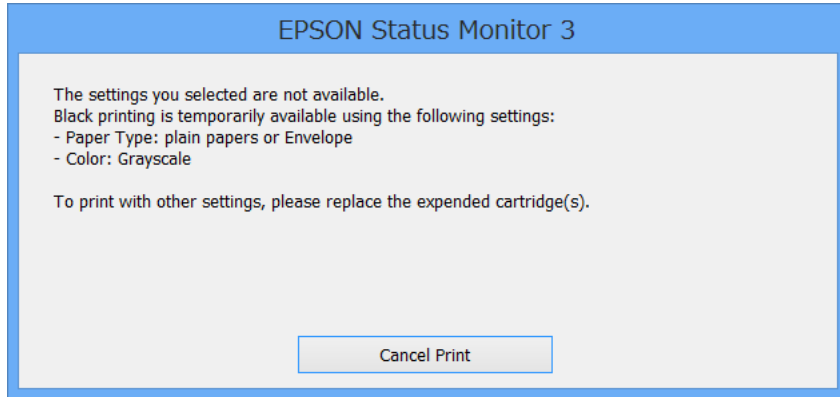 EPSON Status Monitor 3
The settings you selected are not available.
Black printing is temporarily available using the following settings:
- Paper Type: plain papers or Envelope
- Color: Grayscale
To print with other settings, please replace the expended cartridge(s).
Cancel Print